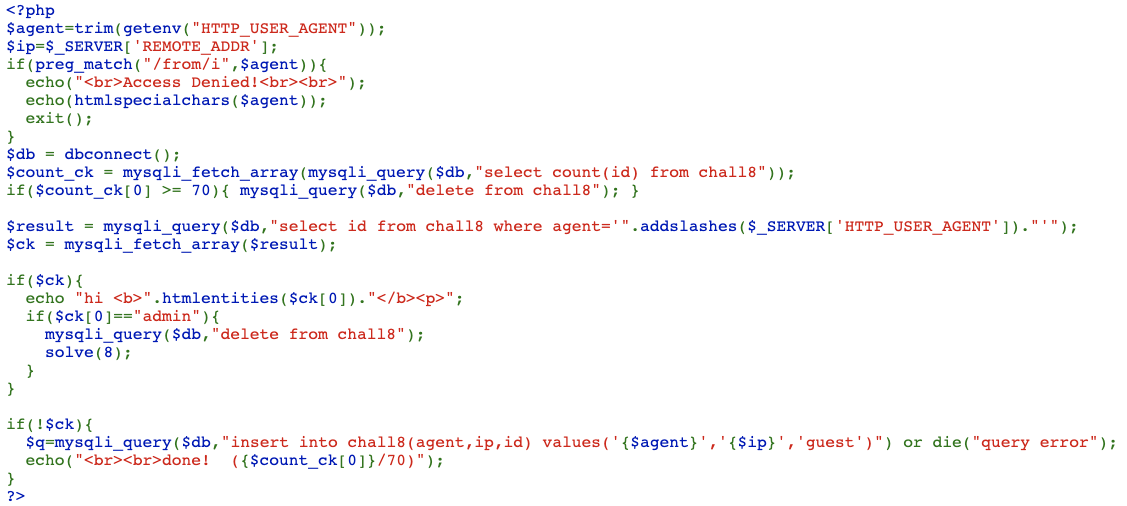 <?php
$agent=trim(getenv("HTTP_USER_AGENT"));
$ip=$_SERVER['REMOTE_ADDR'];
if(preg_match("/from/i",$agent)){
  echo("<br>Access Denied!<br><br>");
  echo(htmlspecialchars($agent));
  exit();
}
$db = dbconnect();
$count_ck = mysqli_fetch_array(mysqli_query($db,"select count(id) from chall8"));
if($count_ck[0] >= 70){ mysqli_query($db,"delete from chall8"); }

$result = mysqli_query($db,"select id from chall8 where agent='".addslashes($_SERVER['HTTP_USER_AGENT'])."'");
$ck = mysqli_fetch_array($result);

if($ck){
  echo "hi <b>".htmlentities($ck[0])."</b><p>";
  if($ck[0]=="admin"){
    mysqli_query($db,"delete from chall8");
    solve(8);
  }
}

if(!$ck){
  $q=mysqli_query($db,"insert into chall8(agent,ip,id) values('{$agent}','{$ip}','guest')") or die("query error");
  echo("<br><br>done!  ({$count_ck[0]}/70)");
}
?>